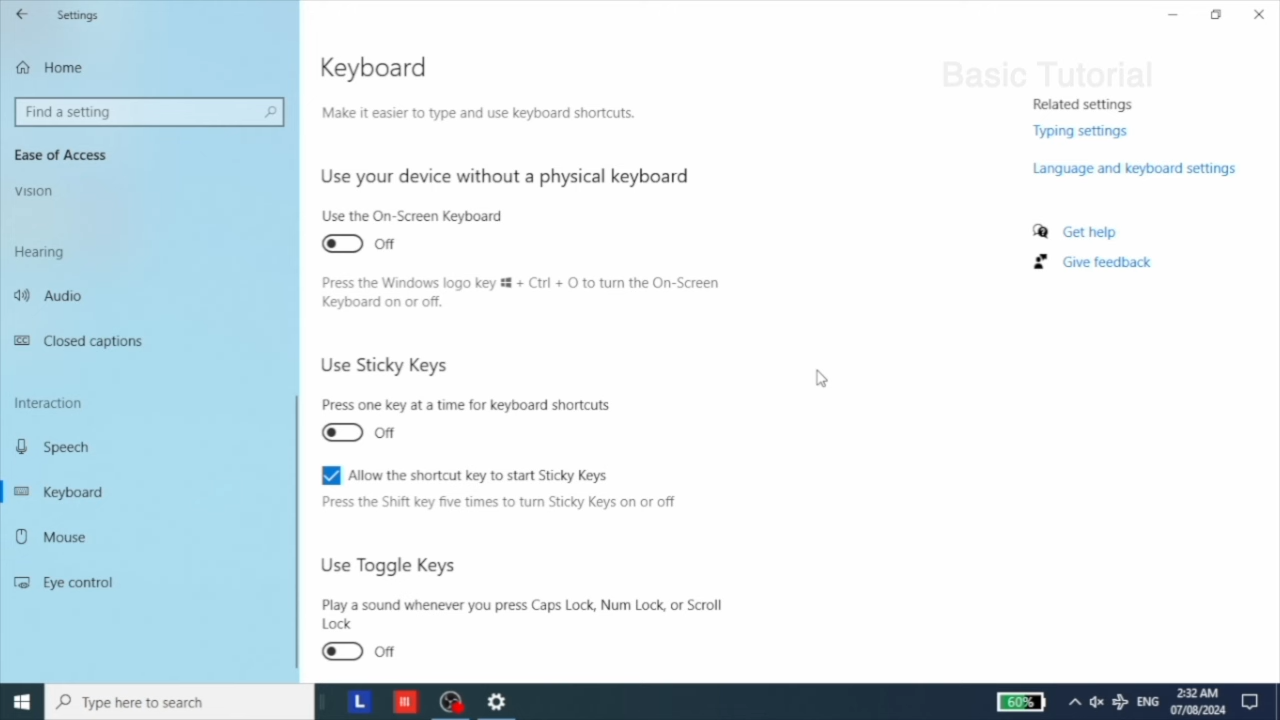 Settings
Home
Find a setting
Ease of Access
Vision
Hearing
Audio
Closed captions
Interaction
Speech
Keyboard
Mouse
Eye control
Keyboard
Make it easier to type and use keyboard shortcuts.
Use your device without a physical keyboard
Use the On-Screen Keyboard
Off
Press the Windows logo key + Ctrl + O to turn the On-Screen
Keyboard on or off.
Use Sticky Keys
Press one key at a time for keyboard shortcuts
Off
Allow the shortcut key to start Sticky Keys
Press the Shift key five times to turn Sticky Keys on or off
Use Toggle Keys
Play a sound whenever you press Caps Lock, Num Lock, or Scroll
Lock
Off
Basic Tutorial
Related settings
Typing settings
Language and keyboard settings
Get help
Give feedback
Type here to search
L
60%
ENG
2:32 AM
07/08/2024